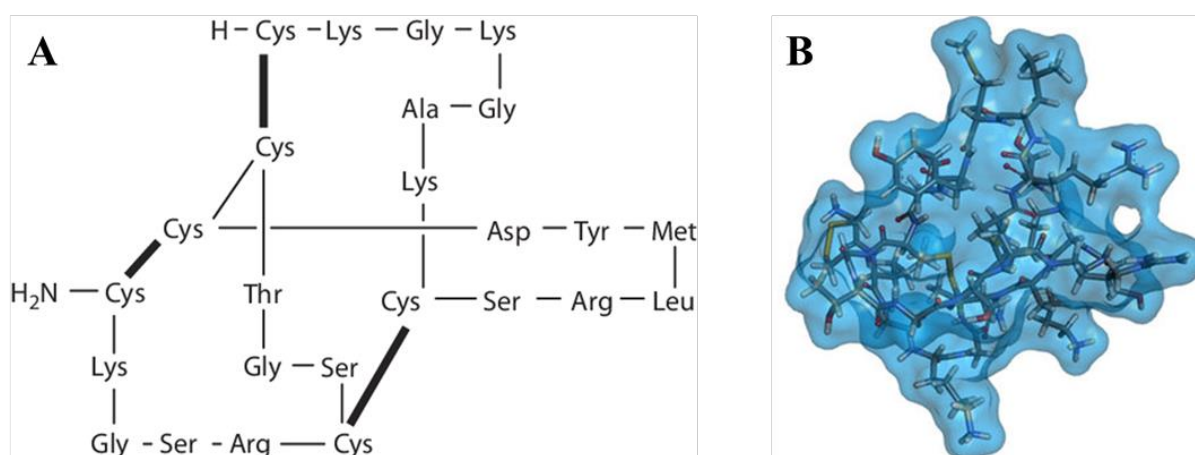 A
H – Cys – Lys – Gly – Lys
Ala – Gly
Cys
Lys
Cys
Asp – Tyr – Met
H₂N – Cys
Thr
Cys – Ser – Arg – Leu
Lys
Gly – Ser
Gly – Ser – Arg – Cys
B